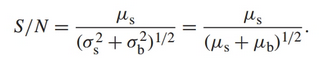 S/N = μ_s / (σ_s^2 + σ_b^2)^{1/2} = μ_s / (μ_s + μ_b)^{1/2}.